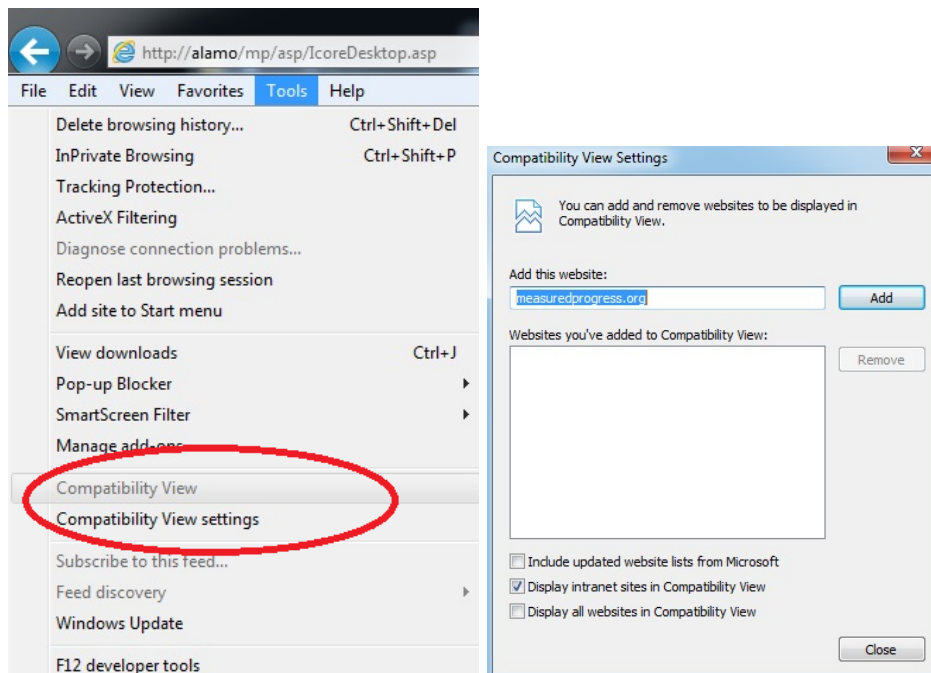 http://alamo/mp/asp/IcoreDesktop.asp
File Edit View Favorites Tools Help
Delete browsing history... Ctrl+Shift+Del
InPrivate Browsing Ctrl+Shift+P
Tracking Protection...
ActiveX Filtering
Diagnose connection problems...
Reopen last browsing session
Add site to Start menu
View downloads Ctrl+J
Pop-up Blocker
SmartScreen Filter
Manage add-ons
Compatibility View
Compatibility View settings
Subscribe to this feed...
Feed discovery
Windows Update
F12 developer tools
Compatibility View Settings
You can add and remove websites to be displayed in
Compatibility View.
Add this website:
measuredprogress.org
Add
Websites you've added to Compatibility View:
Remove
Include updated website lists from Microsoft
Display intranet sites in Compatibility View
Display all websites in Compatibility View
Close